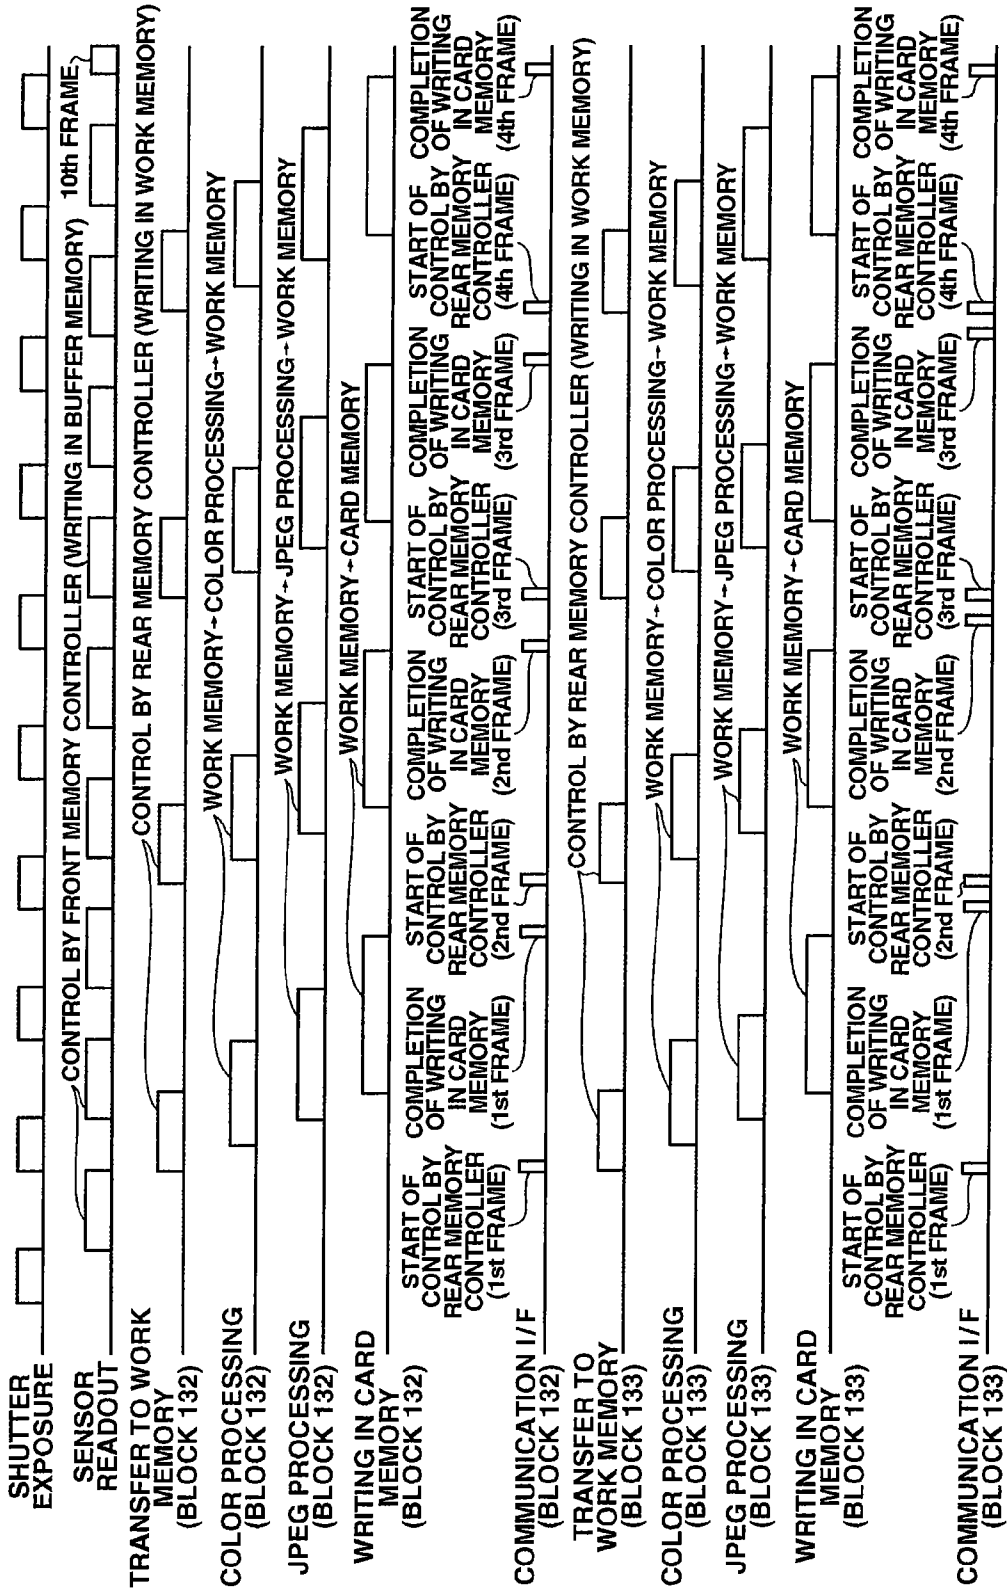 SHUTTER
EXPOSURE
SENSOR
READOUT
CONTROL BY FRONT MEMORY CONTROLLER (WRITING IN BUFFER MEMORY)
10th FRAME
TRANSFER TO WORK
MEMORY
(BLOCK 132)
CONTROL BY REAR MEMORY CONTROLLER (WRITING IN WORK MEMORY)
COLOR PROCESSING
(BLOCK 132)
WORK MEMORY→COLOR PROCESSING→WORK MEMORY
JPEG PROCESSING
(BLOCK 132)
WORK MEMORY→JPEG PROCESSING→WORK MEMORY
WRITING IN CARD
MEMORY
(BLOCK 132)
WORK MEMORY→CARD MEMORY
START OF
CONTROL BY
REAR MEMORY
CONTROLLER
(1st FRAME)
COMPLETION
OF WRITING
IN CARD
MEMORY
(1st FRAME)
START OF
CONTROL BY
REAR MEMORY
CONTROLLER
(2nd FRAME)
COMPLETION
OF WRITING
IN CARD
MEMORY
(2nd FRAME)
START OF
CONTROL BY
REAR MEMORY
CONTROLLER
(3rd FRAME)
COMPLETION
OF WRITING
IN CARD
MEMORY
(3rd FRAME)
START OF
CONTROL BY
REAR MEMORY
CONTROLLER
(4th FRAME)
COMPLETION
OF WRITING
IN CARD
MEMORY
(4th FRAME)
COMMUNICATION I/F
(BLOCK 132)
TRANSFER TO
WORK MEMORY
(BLOCK 133)
CONTROL BY REAR MEMORY CONTROLLER (WRITING IN WORK MEMORY)
COLOR PROCESSING
(BLOCK 133)
WORK MEMORY→COLOR PROCESSING→WORK MEMORY
JPEG PROCESSING
(BLOCK 133)
WORK MEMORY→JPEG PROCESSING→WORK MEMORY
WRITING IN CARD
MEMORY
(BLOCK 133)
WORK MEMORY→CARD MEMORY
START OF
CONTROL BY
REAR MEMORY
CONTROLLER
(1st FRAME)
COMPLETION
OF WRITING
IN CARD
MEMORY
(1st FRAME)
START OF
CONTROL BY
REAR MEMORY
CONTROLLER
(2nd FRAME)
COMPLETION
OF WRITING
IN CARD
MEMORY
(2nd FRAME)
START OF
CONTROL BY
REAR MEMORY
CONTROLLER
(3rd FRAME)
COMPLETION
OF WRITING
IN CARD
MEMORY
(3rd FRAME)
START OF
CONTROL BY
REAR MEMORY
CONTROLLER
(4th FRAME)
COMPLETION
OF WRITING
IN CARD
MEMORY
(4th FRAME)
COMMUNICATION I/F
(BLOCK 133)